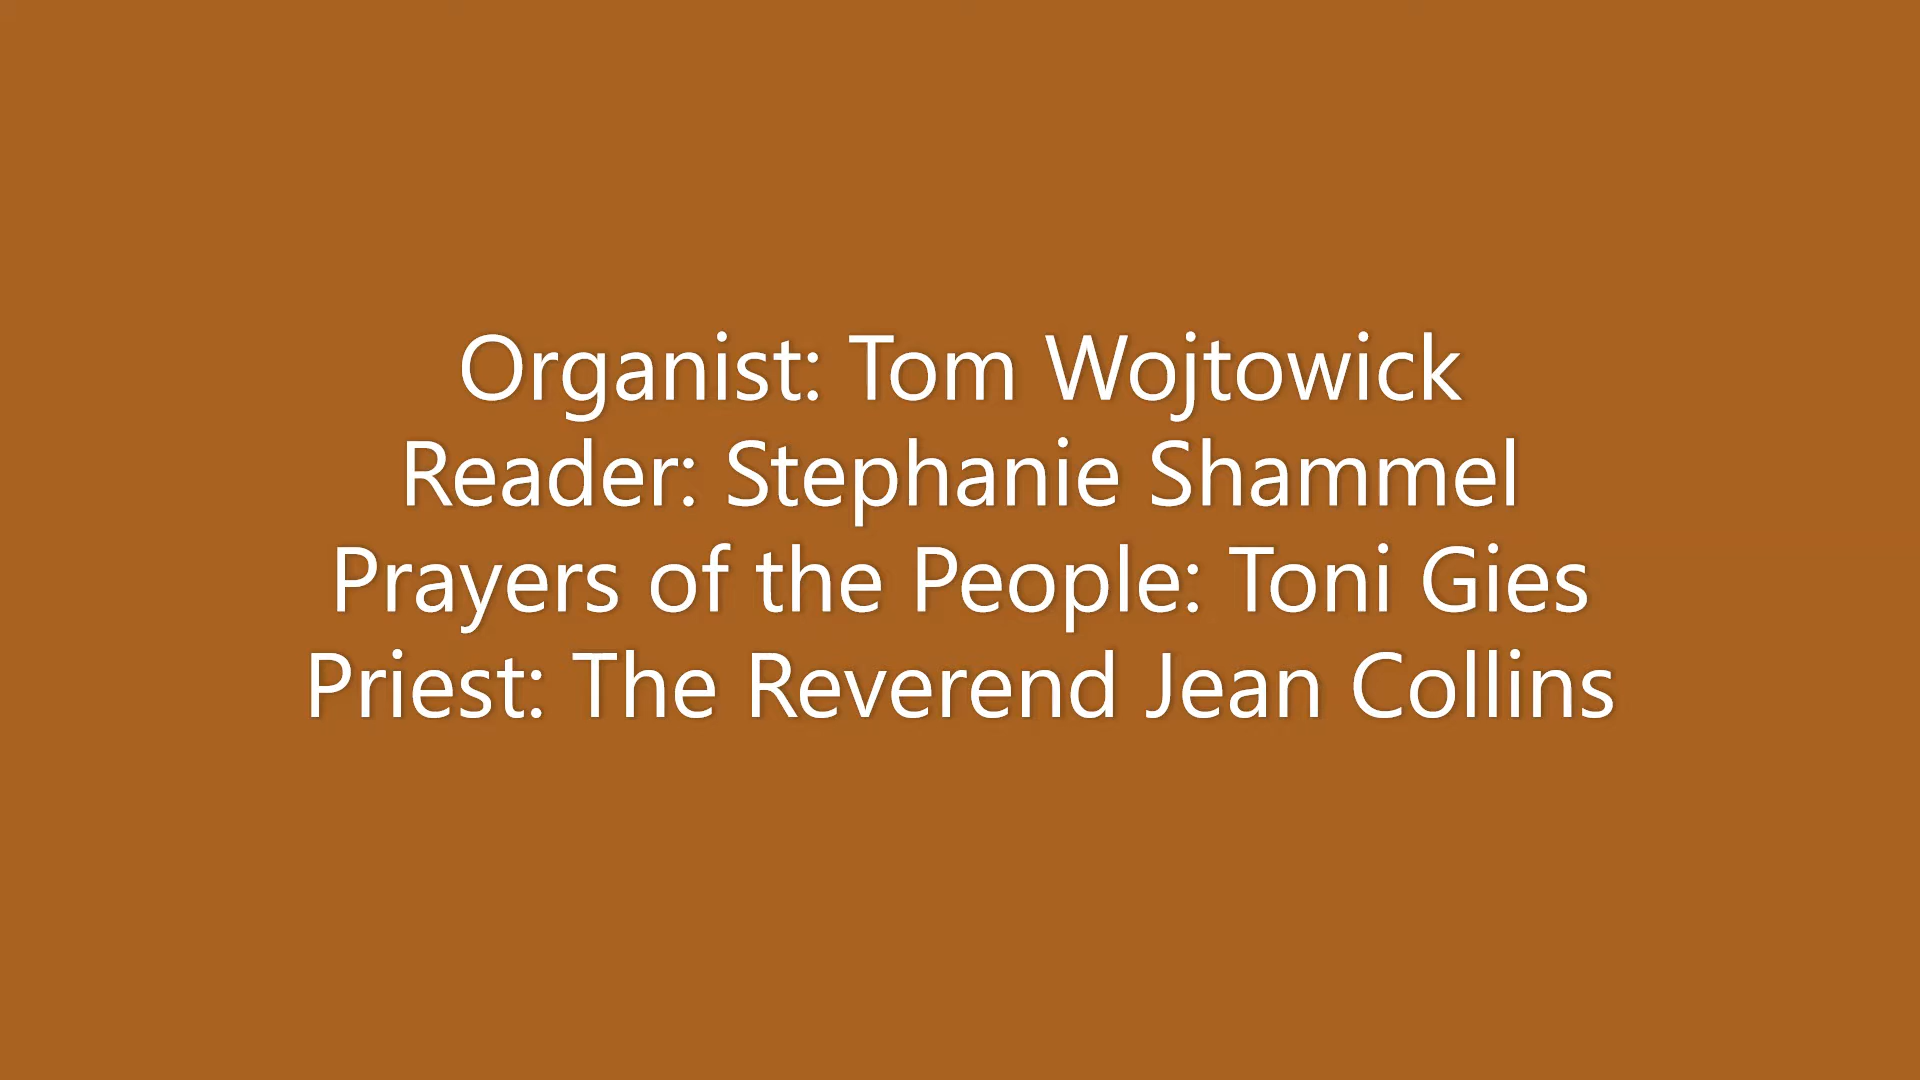 Organist: Tom Wojtowick
Reader: Stephanie Shammel
Prayers of the People: Toni Gies
Priest: The Reverend Jean Collins